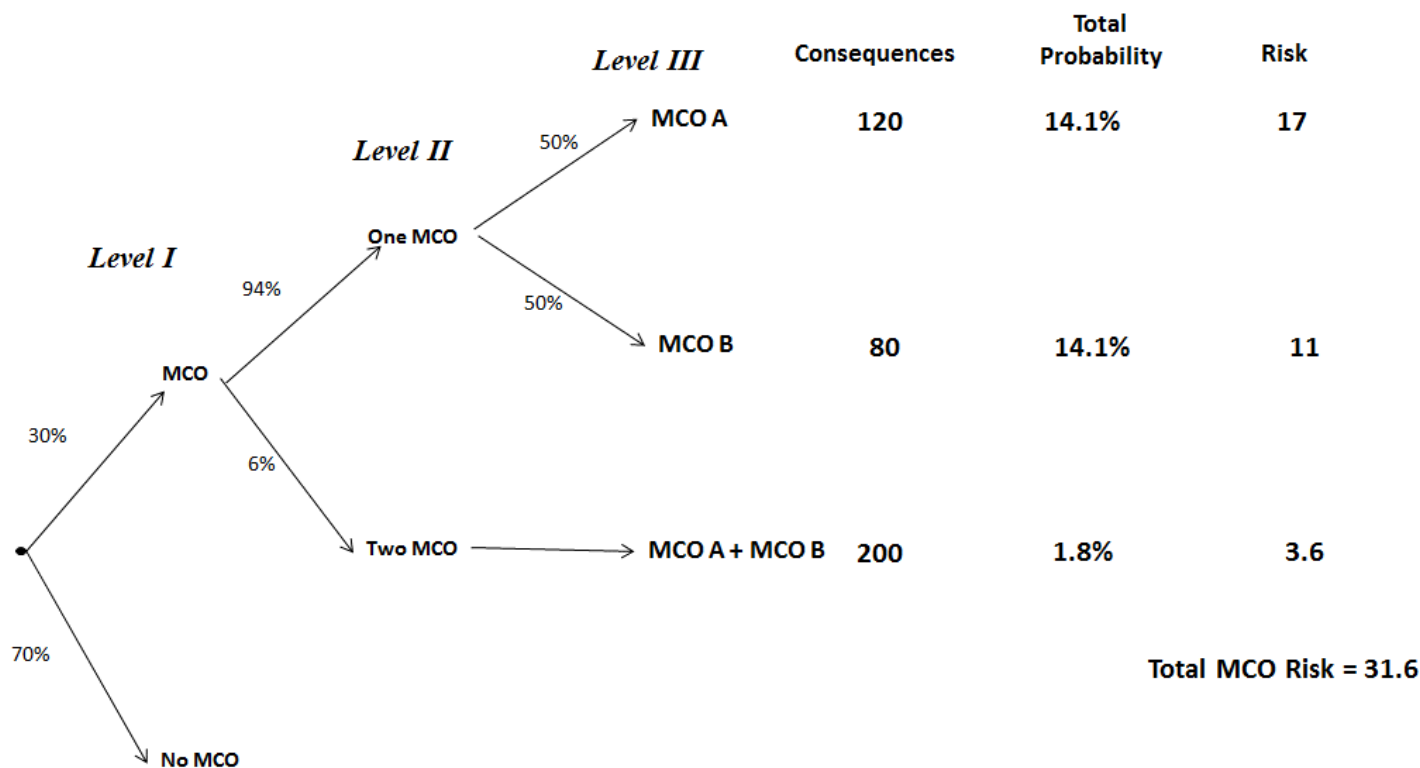 Total
Level III Consequences Probability Risk
MCO A 120 14.1% 17
50%
Level II
One MCO
Level I
94%
50%
MCO B 80 14.1% 11
MCO
30%
6%
Two MCO MCO A + MCO B 200 1.8% 3.6
70%
Total MCO Risk = 31.6
No MCO